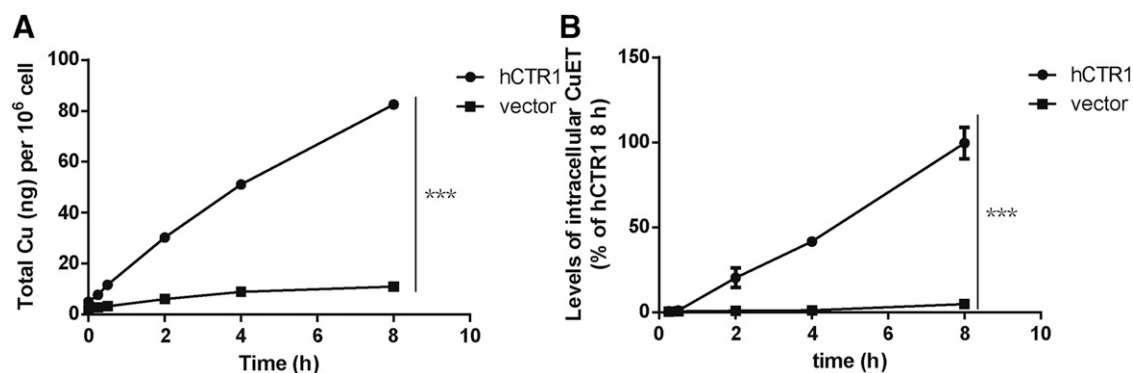 A
Total Cu (ng) per 10⁶ cell
100
80
60
40
20
0
0 2 4 6 8 10
Time (h)
hCTR1
vector
***
B
Levels of intracellular CuET
(% of hCTR1 8 h)
150
100
50
0
0 2 4 6 8 10
time (h)
hCTR1
vector
***